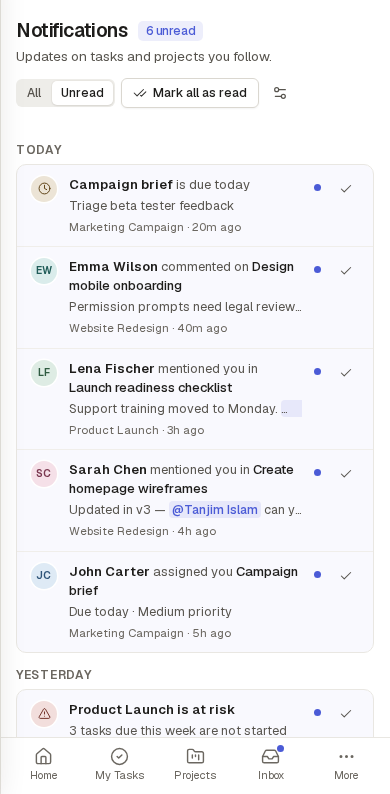 Notifications 6 unread
Updates on tasks and projects you follow.
All Unread Mark all as read
TODAY
Campaign brief is due today
Triage beta tester feedback
Marketing Campaign · 20m ago
EW Emma Wilson commented on Design
mobile onboarding
Permission prompts need legal review…
Website Redesign · 40m ago
LF Lena Fischer mentioned you in
Launch readiness checklist
Support training moved to Monday. …
Product Launch · 3h ago
SC Sarah Chen mentioned you in Create
homepage wireframes
Updated in v3 — @Tanjim Islam can y…
Website Redesign · 4h ago
JC John Carter assigned you Campaign
brief
Due today · Medium priority
Marketing Campaign · 5h ago
YESTERDAY
Product Launch is at risk
3 tasks due this week are not started
Home My Tasks Projects Inbox More